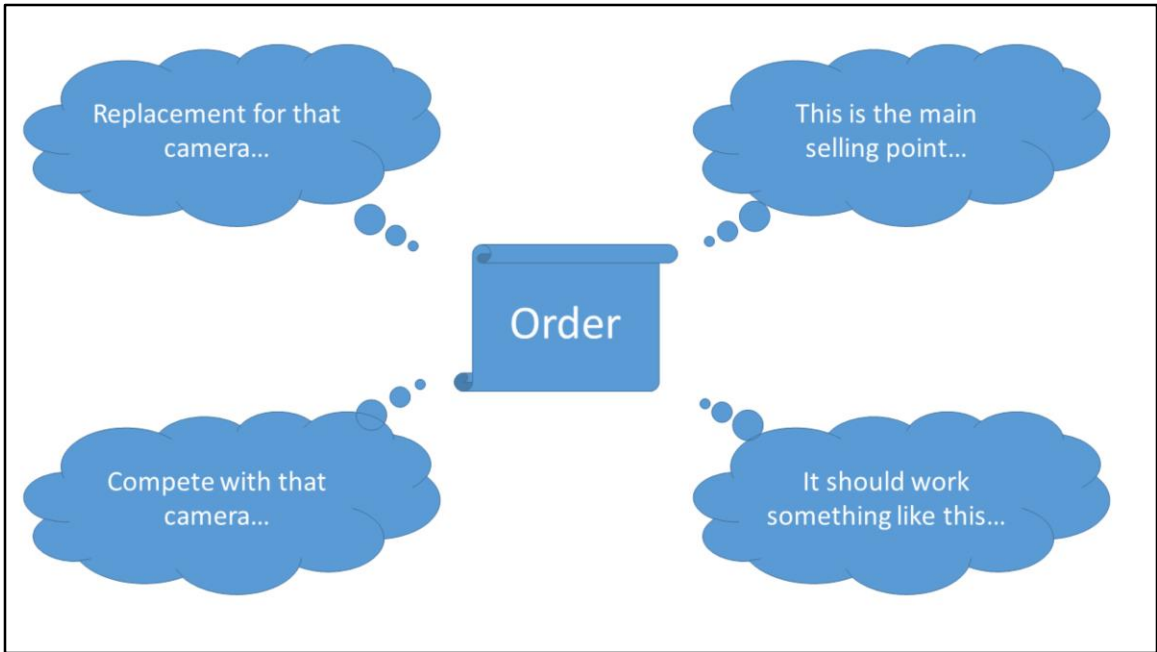 Replacement for that
camera...
This is the main
selling point...
Order
Compete with that
camera...
It should work
something like this...